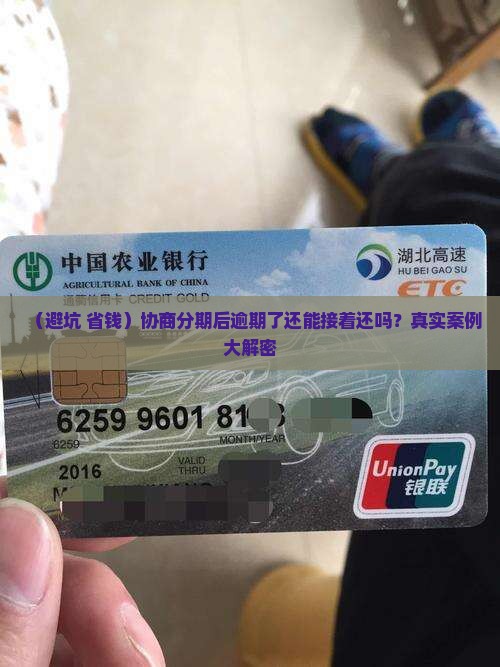 中国农业银行
AGRICULTURAL BANK OF CHINA
湖北高速
HU BEI GAO SU
ETC
CREDIT GOLD
（避坑 省钱）协商分期后逾期了还能接着还吗？真实案例
大解密
6259 9601 81
6259
MONTH/YEAR
2016
VALID
THRU
UnionPay
银联